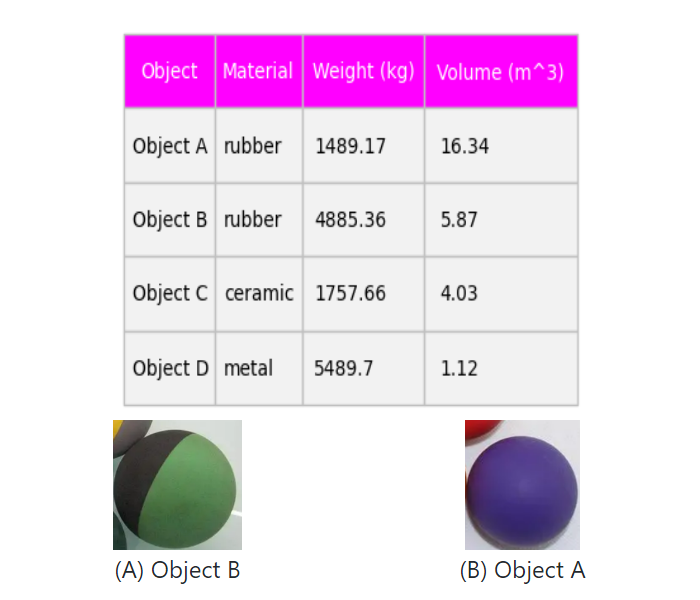 Object Material Weight (kg) Volume (m^3)
Object A rubber 1489.17 16.34
Object B rubber 4885.36 5.87
Object C ceramic 1757.66 4.03
Object D metal 5489.7 1.12
(A) Object B (B) Object A